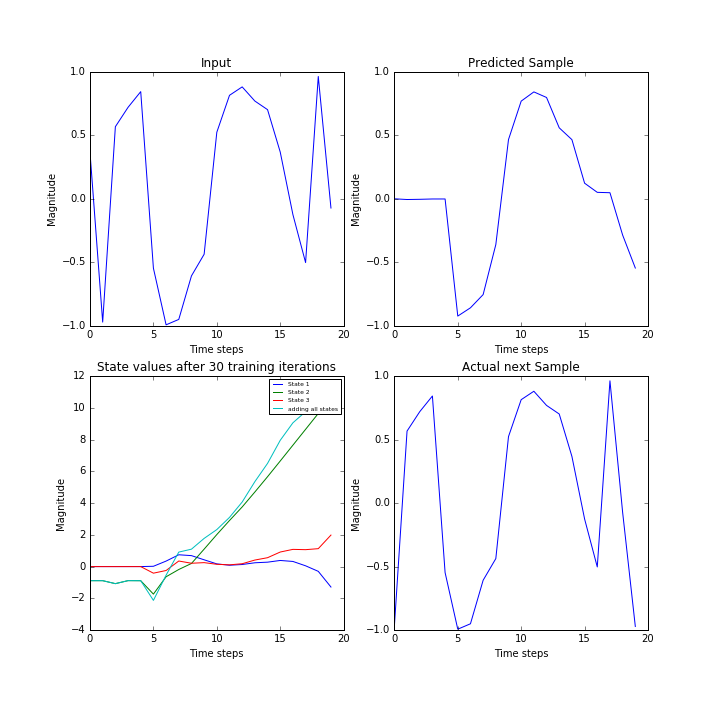 Input
Magnitude
1.0
0.5
0.0
−0.5
−1.0
0 5 10 15 20
Time steps
Predicted Sample
Magnitude
1.0
0.5
0.0
−0.5
−1.0
0 5 10 15 20
Time steps
State values after 30 training iterations
Magnitude
12
10
8
6
4
2
0
−2
−4
0 5 10 15 20
Time steps
State 1
State 2
State 3
adding all states
Actual next Sample
Magnitude
1.0
0.5
0.0
−0.5
−1.0
0 5 10 15 20
Time steps